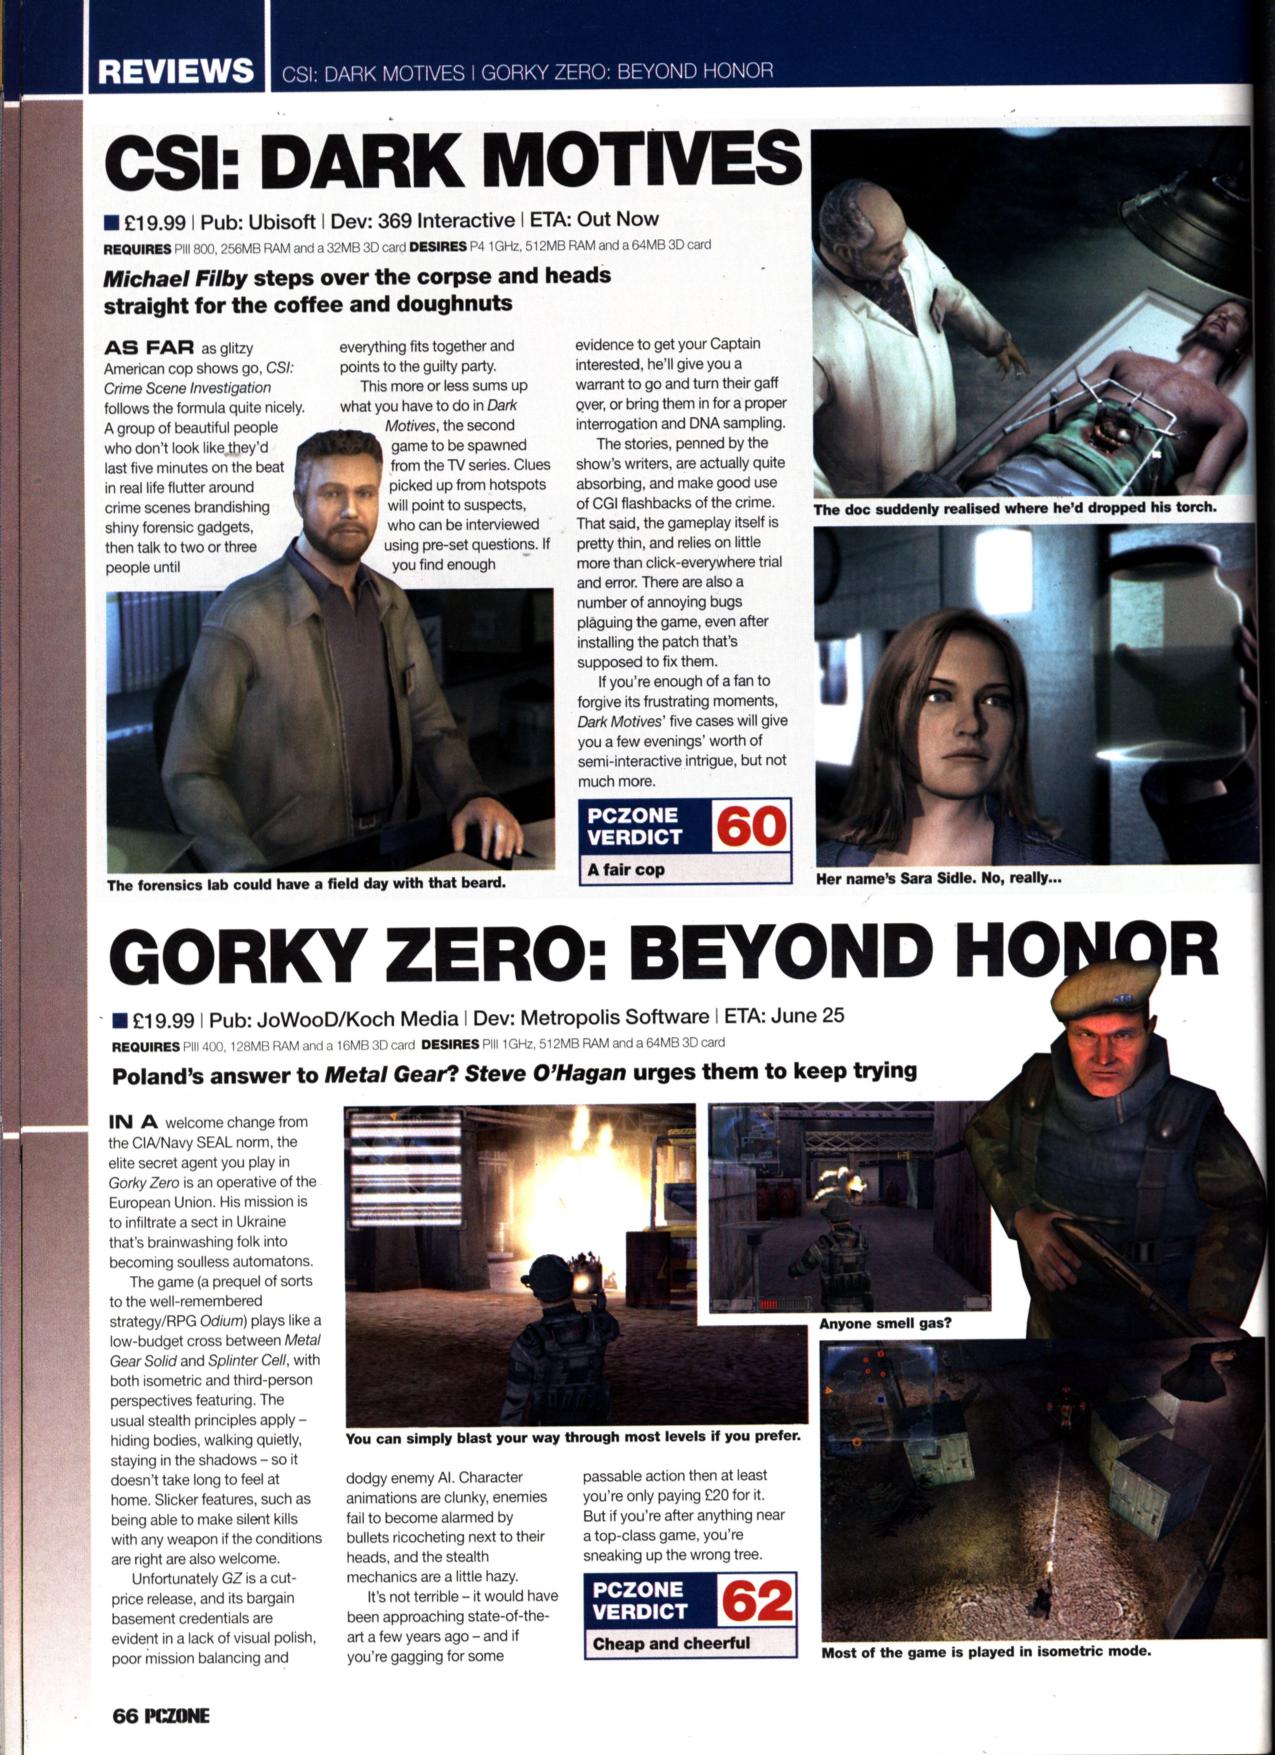 REVIEWS
CSI: DARK MOTIVES | GORKY ZERO: BEYOND HONOR
CSI: DARK MOTIVES
£19.99 | Pub: Ubisoft | Dev: 369 Interactive | ETA: Out Now
REQUIRES PIII 800, 256MB RAM and a 32MB 3D card DESIRES P4 1GHz, 512MB RAM and a 64MB 3D card
Michael Filby steps over the corpse and heads
straight for the coffee and doughnuts
AS FAR as glitzy
American cop shows go, CSI:
Crime Scene Investigation
follows the formula quite nicely.
A group of beautiful people
who don't look like they'd
last five minutes on the beat
in real life flutter around
crime scenes brandishing
shiny forensic gadgets,
then talk to two or three
people until
everything fits together and
points to the guilty party.
This more or less sums up
what you have to do in Dark
Motives, the second
game to be spawned
from the TV series. Clues
picked up from hotspots
will point to suspects,
who can be interviewed
using pre-set questions. If
you find enough
evidence to get your Captain
interested, he'll give you a
warrant to go and turn their gaff
over, or bring them in for a proper
interrogation and DNA sampling.
The stories, penned by the
show's writers, are actually quite
absorbing, and make good use
of CGI flashbacks of the crime.
That said, the gameplay itself is
pretty thin, and relies on little
more than click-everywhere trial
and error. There are also a
number of annoying bugs
plaguing the game, even after
installing the patch that's
supposed to fix them.
If you're enough of a fan to
forgive its frustrating moments,
Dark Motives' five cases will give
you a few evenings' worth of
semi-interactive intrigue, but not
much more.
PCZONE
VERDICT
60
A fair cop
The forensics lab could have a field day with that beard.
The doc suddenly realised where he'd dropped his torch.
Her name's Sara Sidle. No, really...
GORKY ZERO: BEYOND HONOR
£19.99 | Pub: JoWooD/Koch Media | Dev: Metropolis Software | ETA: June 25
REQUIRES PIII 400, 128MB RAM and a 16MB 3D card DESIRES PIII 1GHz, 512MB RAM and a 64MB 3D card
Poland's answer to Metal Gear? Steve O'Hagan urges them to keep trying
IN A welcome change from
the CIA/Navy SEAL norm, the
elite secret agent you play in
Gorky Zero is an operative of the
European Union. His mission is
to infiltrate a sect in Ukraine
that's brainwashing folk into
becoming soulless automatons.
The game (a prequel of sorts
to the well-remembered
strategy/RPG Odium) plays like a
low-budget cross between Metal
Gear Solid and Splinter Cell, with
both isometric and third-person
perspectives featuring. The
usual stealth principles apply –
hiding bodies, walking quietly,
staying in the shadows – so it
doesn't take long to feel at
home. Slicker features, such as
being able to make silent kills
with any weapon if the conditions
are right are also welcome.
Unfortunately GZ is a cut-
price release, and its bargain
basement credentials are
evident in a lack of visual polish,
poor mission balancing and
You can simply blast your way through most levels if you prefer.
dodgy enemy AI. Character
animations are clunky, enemies
fail to become alarmed by
bullets ricocheting next to their
heads, and the stealth
mechanics are a little hazy.
It's not terrible – it would have
been approaching state-of-the-
art a few years ago – and if
you're gagging for some
passable action then at least
you're only paying £20 for it.
But if you're after anything near
a top-class game, you're
sneaking up the wrong tree.
PCZONE
VERDICT
62
Cheap and cheerful
Anyone smell gas?
Most of the game is played in isometric mode.
66 PCZONE